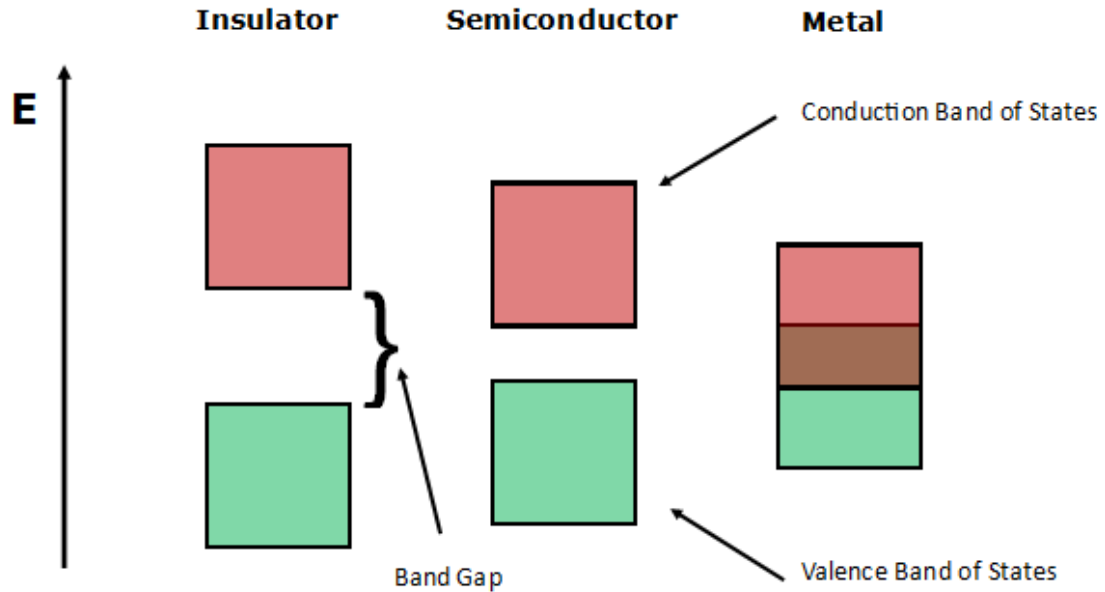 Insulator
Semiconductor
Metal
E
Conduction Band of States
Band Gap
Valence Band of States